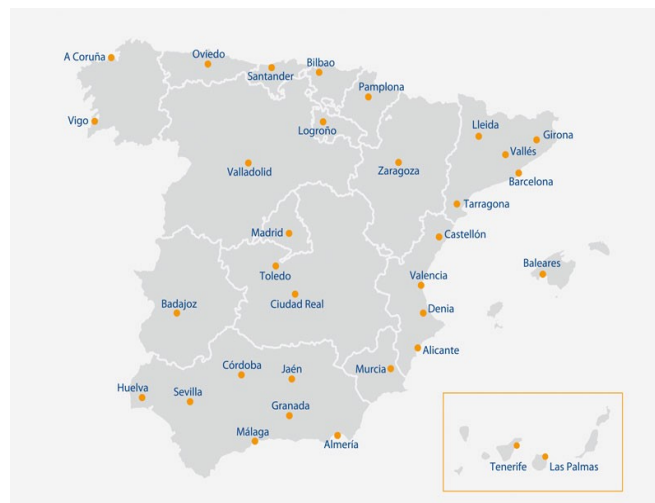 A Coruña
Oviedo
Santander
Bilbao
Pamplona
Vigo
Logroño
Lleida
Girona
Vallés
Valladolid
Zaragoza
Barcelona
Tarragona
Madrid
Castellón
Toledo
Baleares
Valencia
Ciudad Real
Badajoz
Denia
Alicante
Córdoba
Jaén
Murcia
Huelva
Sevilla
Granada
Málaga
Almería
Tenerife
Las Palmas